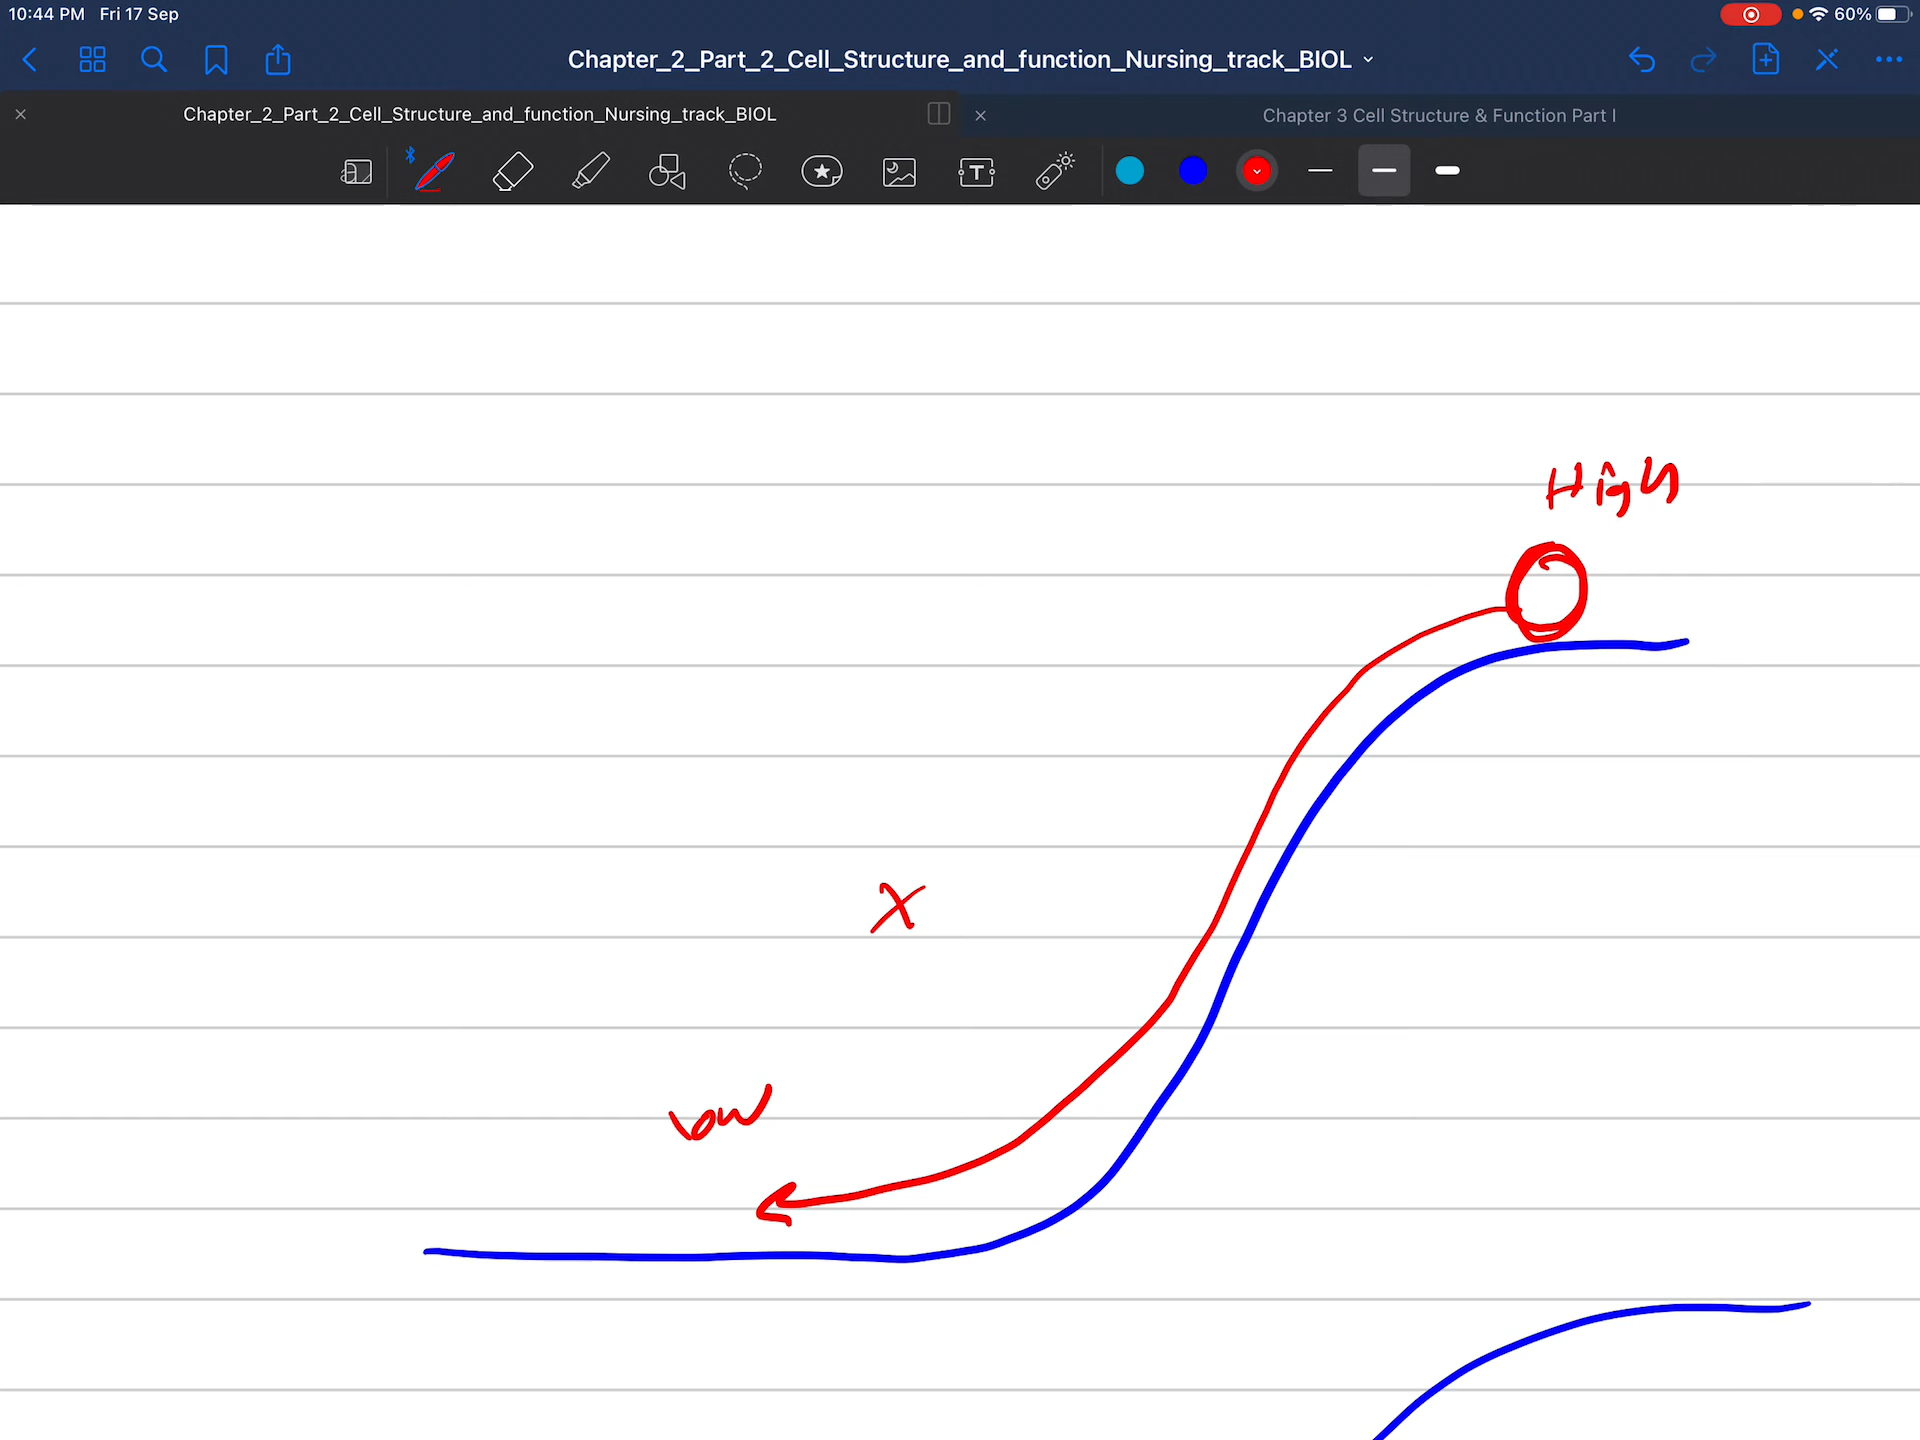 10:44 PM Fri 17 Sep 60%
Chapter_2_Part_2_Cell_Structure_and_function_Nursing_track_BIOL
Chapter_2_Part_2_Cell_Structure_and_function_Nursing_track_BIOL
Chapter 3 Cell Structure & Function Part I
T
High
X
Low